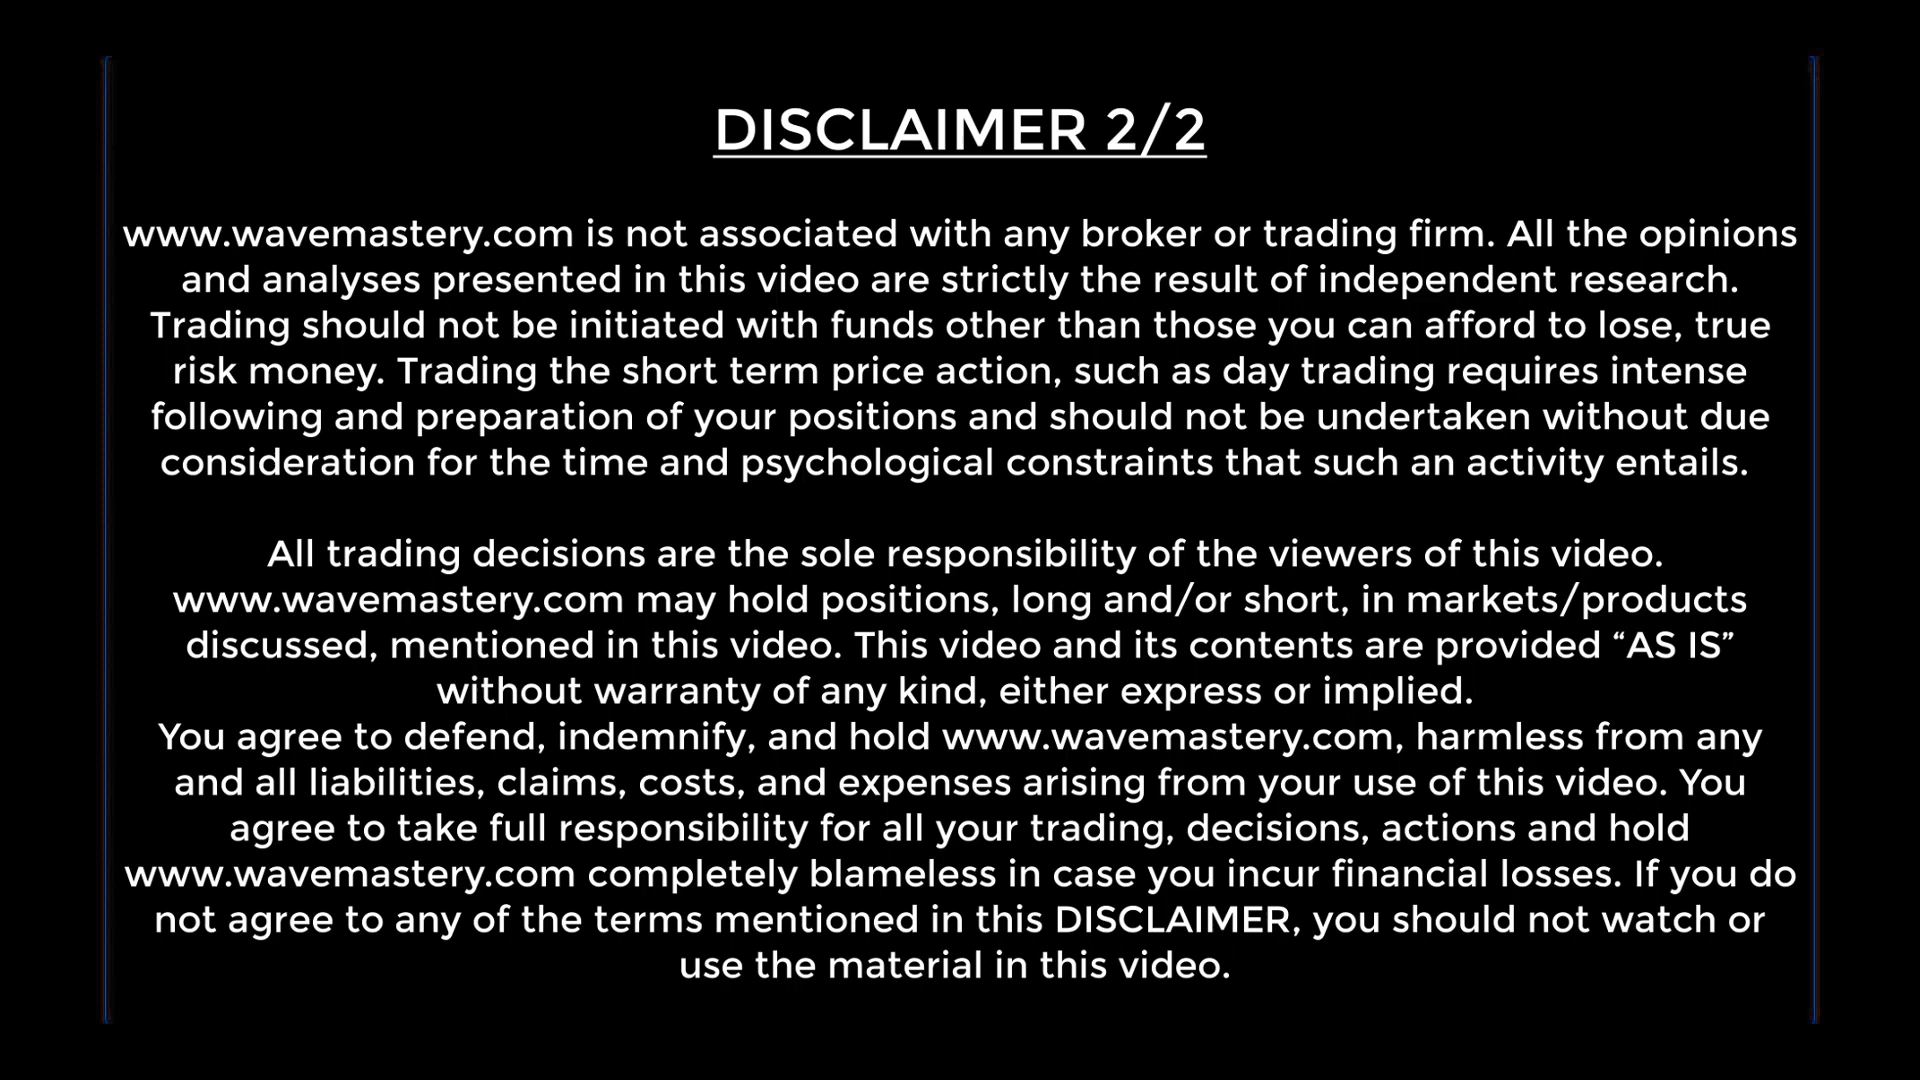 DISCLAIMER 2/2
www.wavemastery.com is not associated with any broker or trading firm. All the opinions
and analyses presented in this video are strictly the result of independent research.
Trading should not be initiated with funds other than those you can afford to lose, true
risk money. Trading the short term price action, such as day trading requires intense
following and preparation of your positions and should not be undertaken without due
consideration for the time and psychological constraints that such an activity entails.
All trading decisions are the sole responsibility of the viewers of this video.
www.wavemastery.com may hold positions, long and/or short, in markets/products
discussed, mentioned in this video. This video and its contents are provided “AS IS”
without warranty of any kind, either express or implied.
You agree to defend, indemnify, and hold www.wavemastery.com, harmless from any
and all liabilities, claims, costs, and expenses arising from your use of this video. You
agree to take full responsibility for all your trading, decisions, actions and hold
www.wavemastery.com completely blameless in case you incur financial losses. If you do
not agree to any of the terms mentioned in this DISCLAIMER, you should not watch or
use the material in this video.